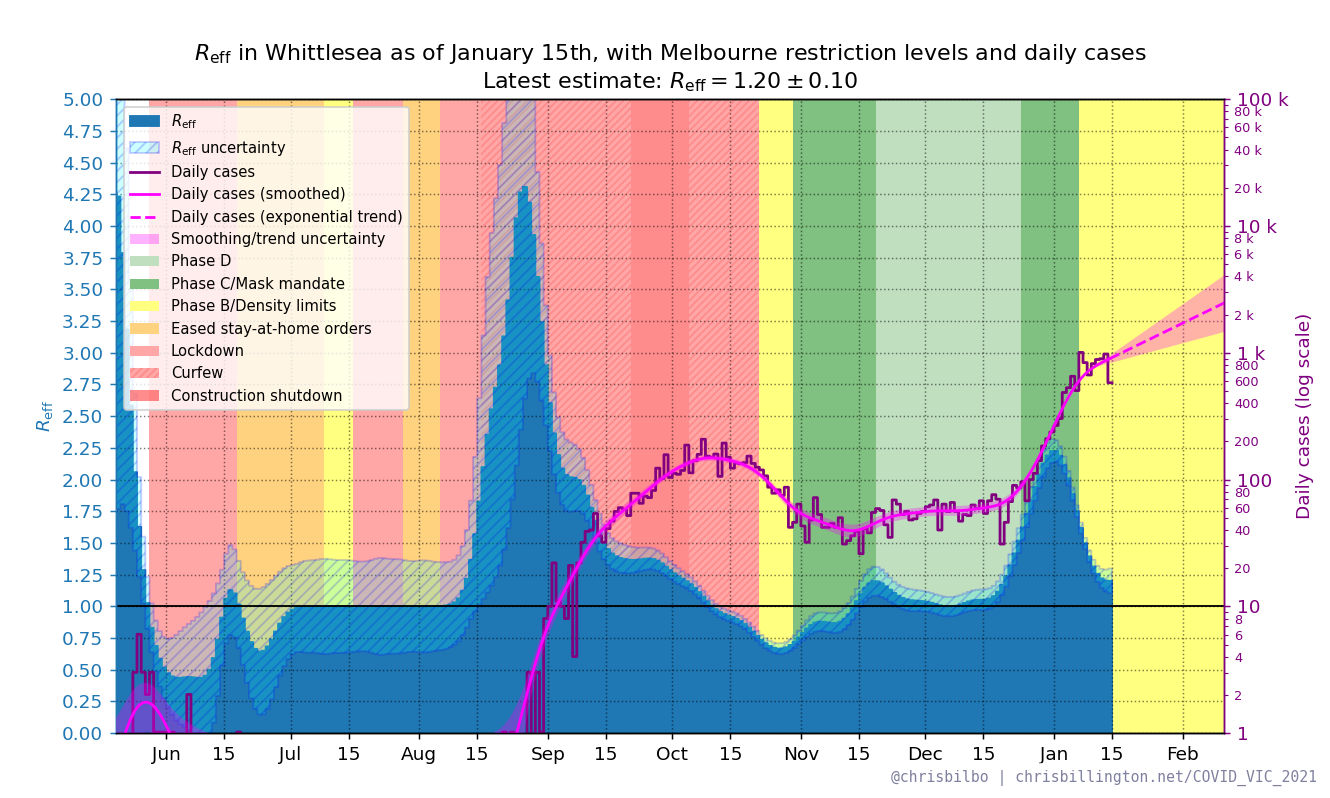 Reff in Whittlesea as of January 15th, with Melbourne restriction levels and daily cases
Latest estimate: Reff = 1.20 ± 0.10
Reff
Reff uncertainty
Daily cases
Daily cases (smoothed)
Daily cases (exponential trend)
Smoothing/trend uncertainty
Phase D
Phase C/Mask mandate
Phase B/Density limits
Eased stay-at-home orders
Lockdown
Curfew
Construction shutdown
Reff
5.00
4.75
4.50
4.25
4.00
3.75
3.50
3.25
3.00
2.75
2.50
2.25
2.00
1.75
1.50
1.25
1.00
0.75
0.50
0.25
0.00
100 k
80 k
60 k
40 k
20 k
10 k
8 k
6 k
4 k
2 k
1 k
800
600
400
200
100
80
60
40
20
10
8
6
4
2
1
Daily cases (log scale)
Jun 15 Jul 15 Aug 15 Sep 15 Oct 15 Nov 15 Dec 15 Jan 15 Feb
@chrisbilbo | chrisbillington.net/COVID_VIC_2021